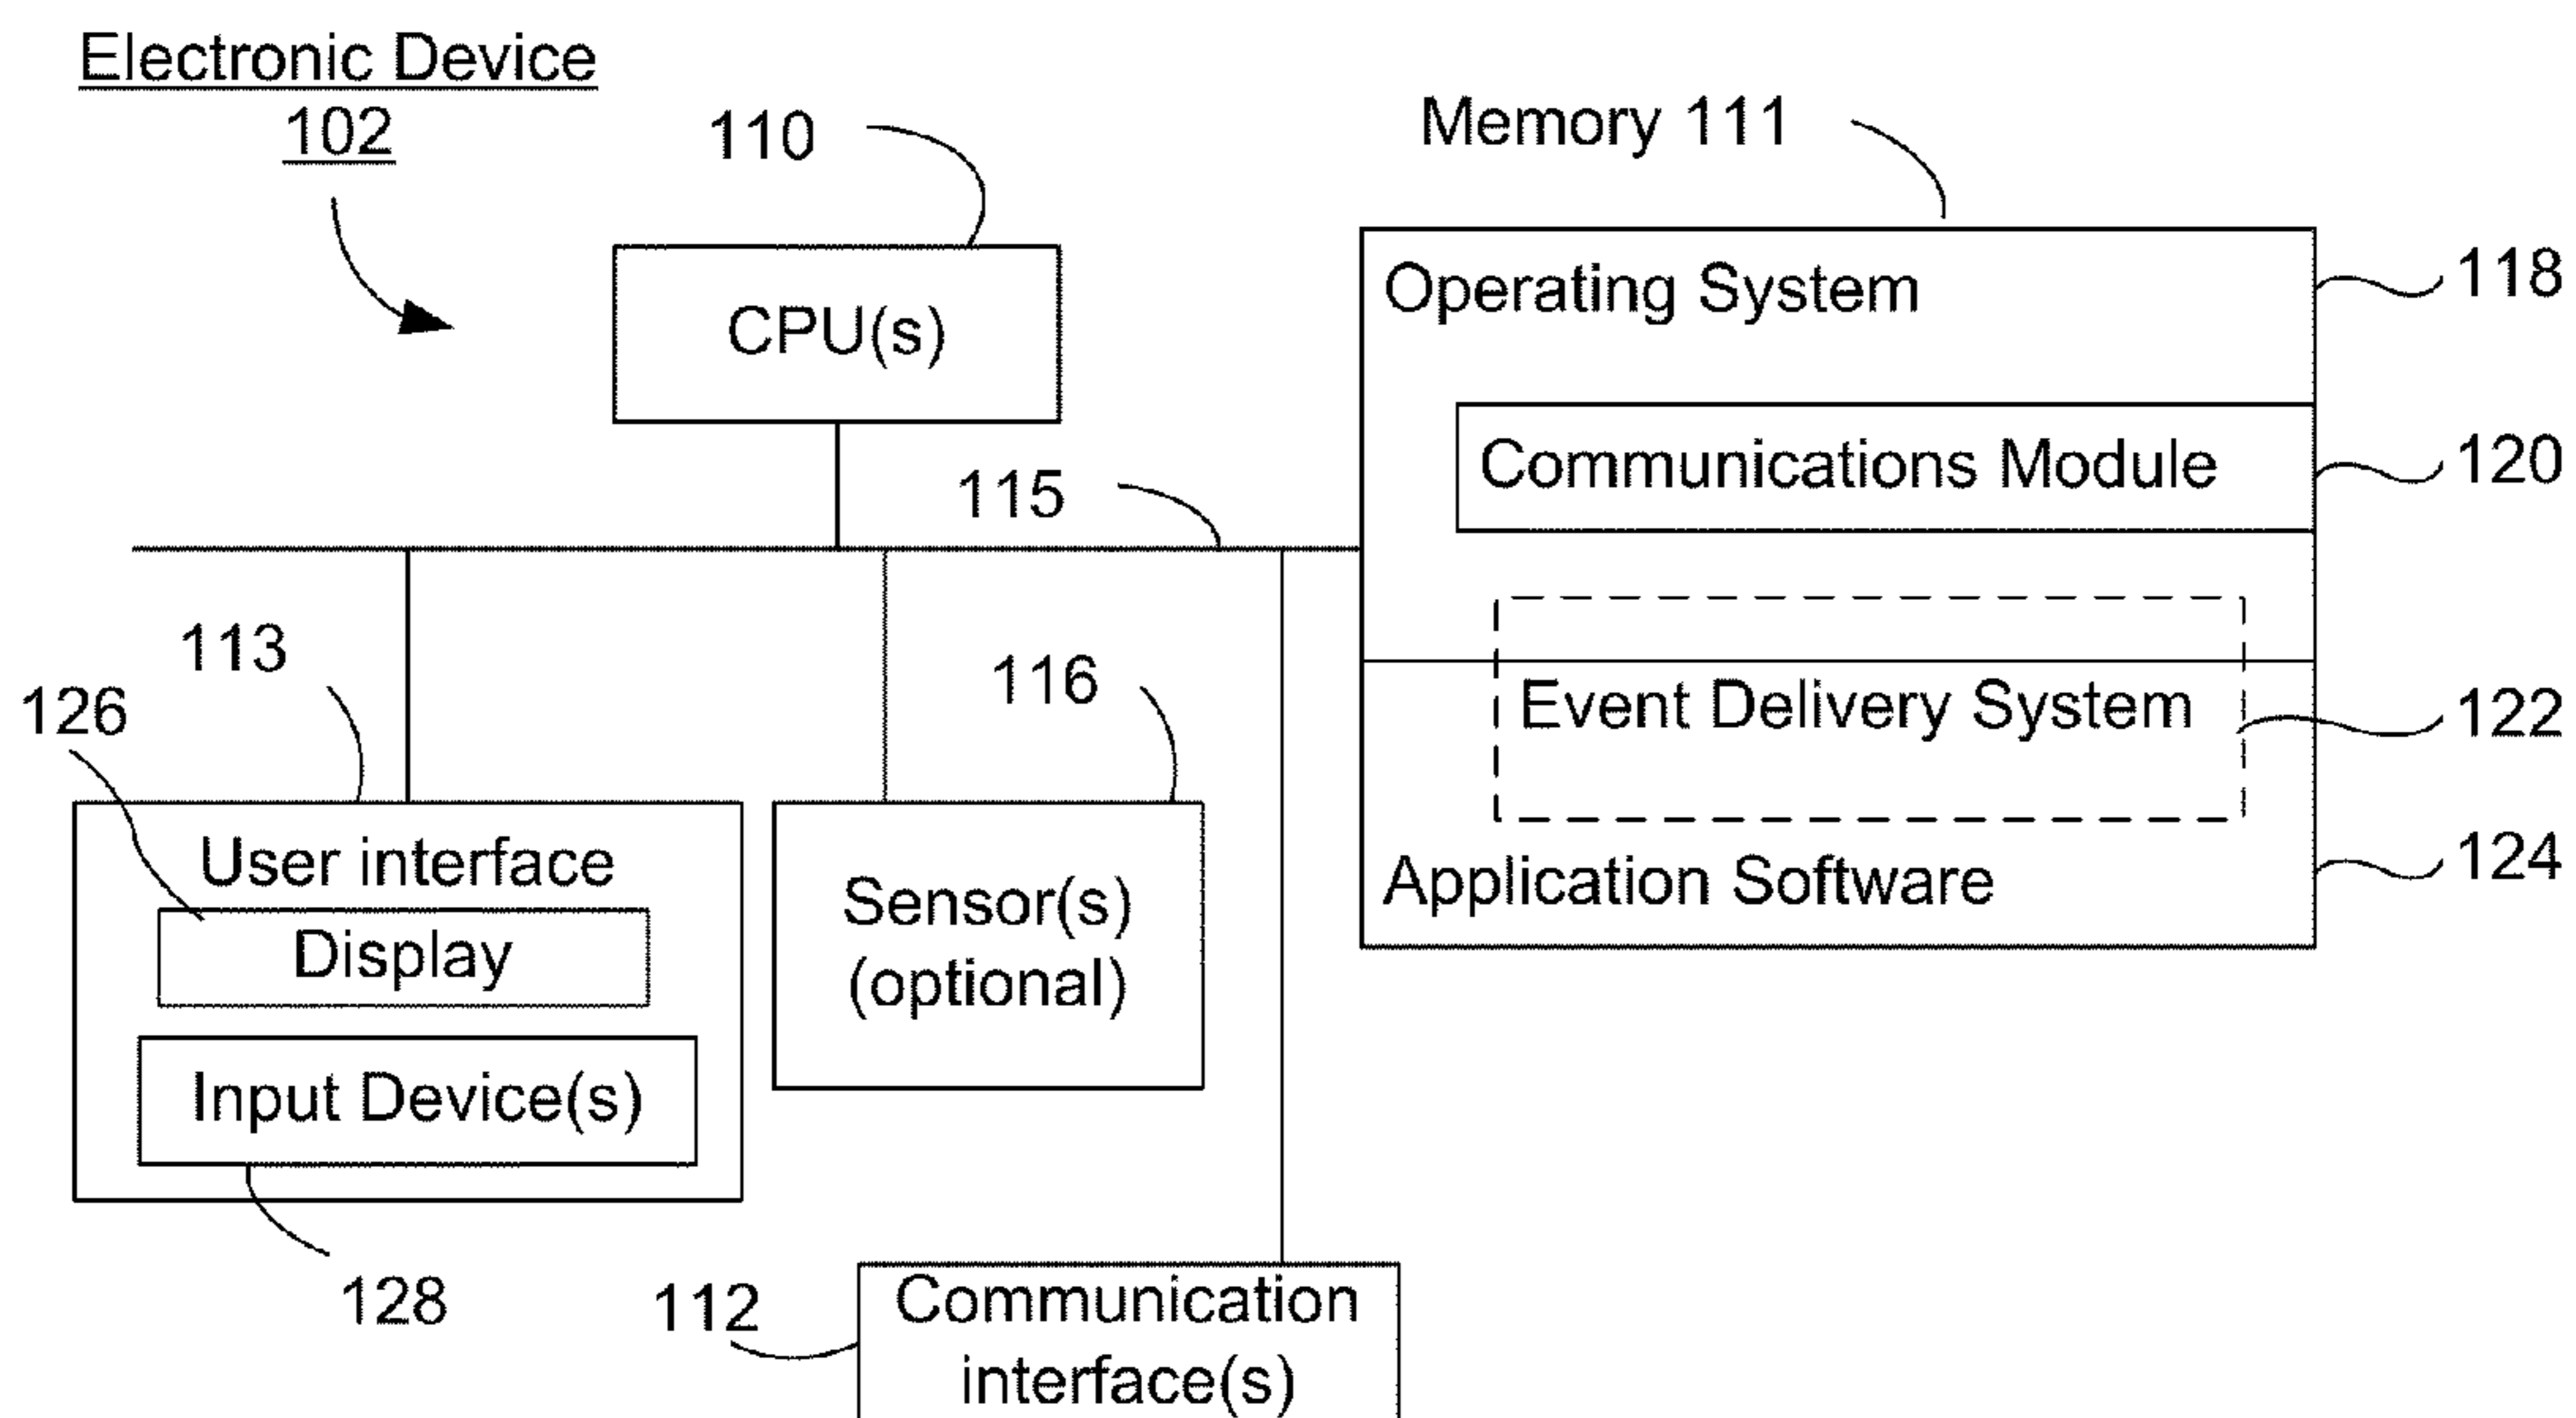 Electronic Device
102
110
Memory 111
CPU(s)
Operating System
118
Communications Module
120
115
113
116
126
Event Delivery System
122
User interface
Display
Sensor(s)
(optional)
Application Software
124
Input Device(s)
128
112
Communication
interface(s)